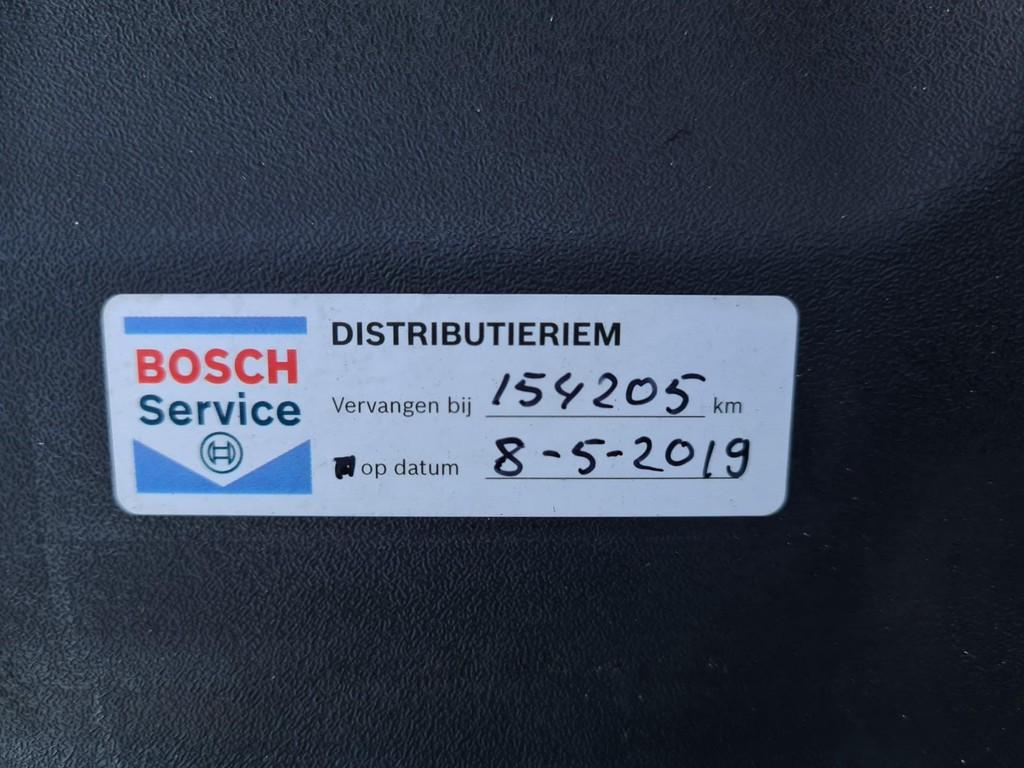 BOSCH
Service
DISTRIBUTIERIEM
Vervangen bij 154205 km
op datum 8-5-2019